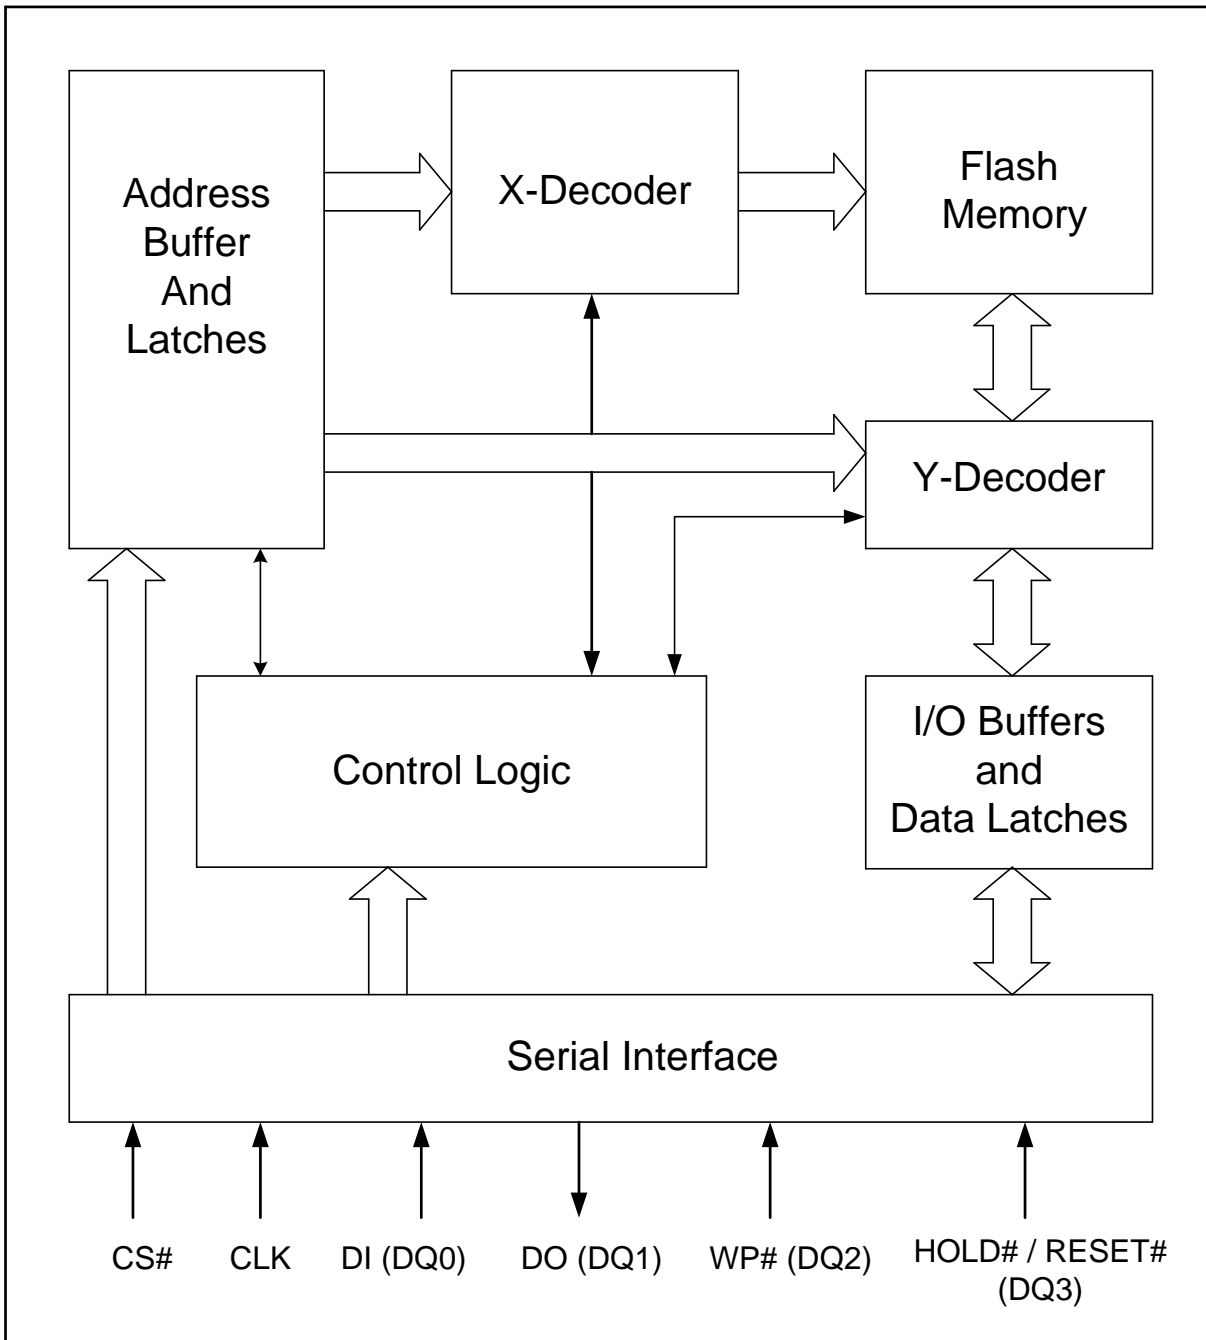 Address
Buffer
And
Latches
X-Decoder
Flash
Memory
Y-Decoder
Control Logic
I/O Buffers
and
Data Latches
Serial Interface
CS#
CLK
DI (DQ0)
DO (DQ1)
WP# (DQ2)
HOLD# / RESET#
(DQ3)